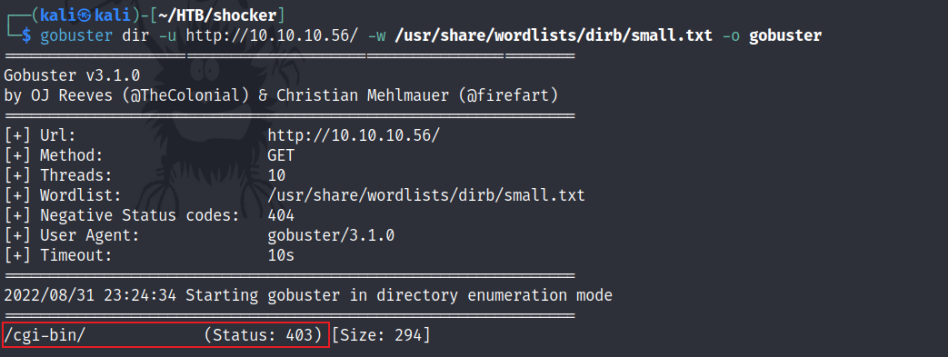 ┌──(kali㉿kali)-[~/HTB/shocker]
└─$ gobuster dir -u http://10.10.10.56/ -w /usr/share/wordlists/dirb/small.txt -o gobuster
===============================================================
Gobuster v3.1.0
by OJ Reeves (@TheColonial) & Christian Mehlmauer (@firefart)
===============================================================
[+] Url:                     http://10.10.10.56/
[+] Method:                  GET
[+] Threads:                 10
[+] Wordlist:                /usr/share/wordlists/dirb/small.txt
[+] Negative Status codes:   404
[+] User Agent:              gobuster/3.1.0
[+] Timeout:                 10s
===============================================================
2022/08/31 23:24:34 Starting gobuster in directory enumeration mode
===============================================================
/cgi-bin/             (Status: 403) [Size: 294]